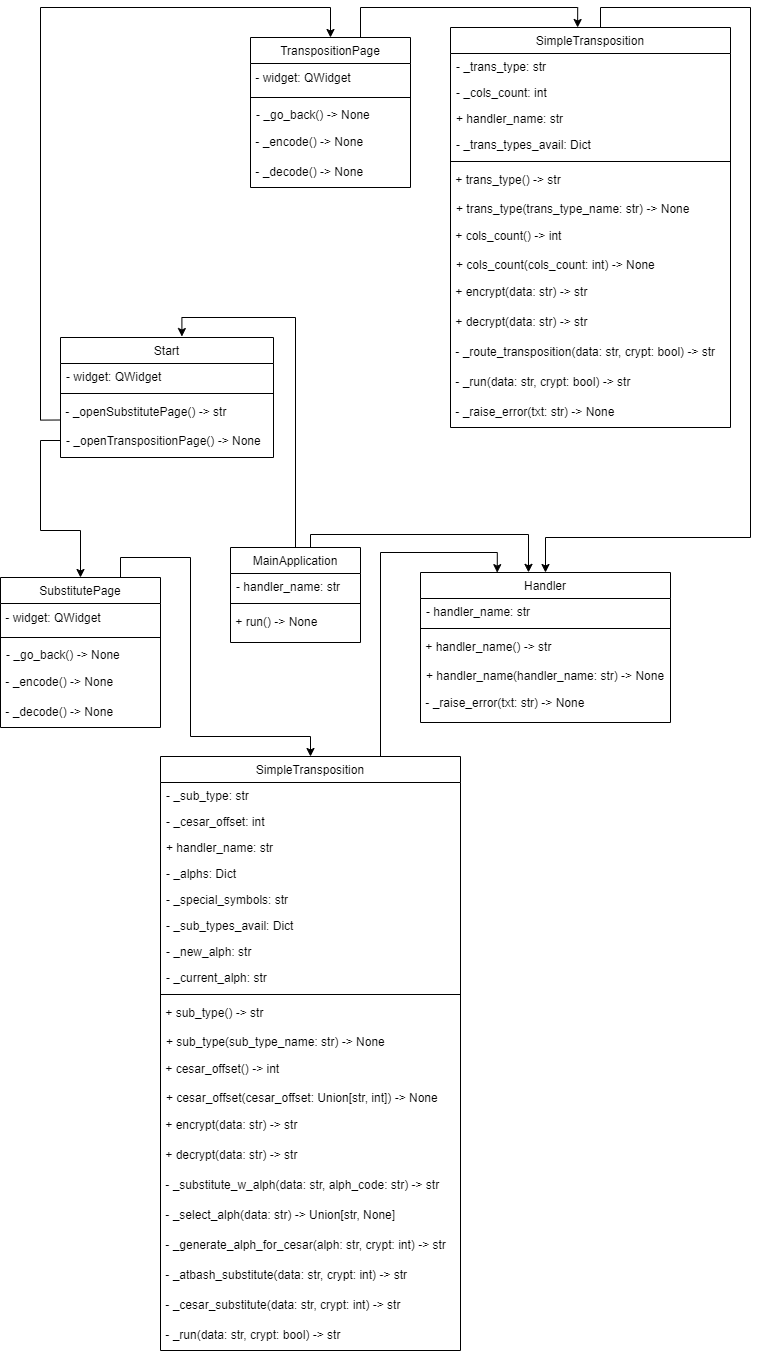 TranspositionPage
- widget: QWidget
- _go_back() -> None
- _encode() -> None
- _decode() -> None
SimpleTransposition
- _trans_type: str
- _cols_count: int
+ handler_name: str
- _trans_types_avail: Dict
+ trans_type() -> str
+ trans_type(trans_type_name: str) -> None
+ cols_count() -> int
+ cols_count(cols_count: int) -> None
+ encrypt(data: str) -> str
+ decrypt(data: str) -> str
- _route_transposition(data: str, crypt: bool) -> str
- _run(data: str, crypt: bool) -> str
- _raise_error(txt: str) -> None
Start
- widget: QWidget
- _openSubstitutePage() -> str
- _openTranspositionPage() -> None
MainApplication
- handler_name: str
+ run() -> None
Handler
- handler_name: str
+ handler_name() -> str
+ handler_name(handler_name: str) -> None
- _raise_error(txt: str) -> None
SubstitutePage
- widget: QWidget
- _go_back() -> None
- _encode() -> None
- _decode() -> None
SimpleTransposition
- _sub_type: str
- _cesar_offset: int
+ handler_name: str
- _alphs: Dict
- _special_symbols: str
- _sub_types_avail: Dict
- _new_alph: str
- _current_alph: str
+ sub_type() -> str
+ sub_type(sub_type_name: str) -> None
+ cesar_offset() -> int
+ cesar_offset(cesar_offset: Union[str, int]) -> None
+ encrypt(data: str) -> str
+ decrypt(data: str) -> str
- _substitute_w_alph(data: str, alph_code: str) -> str
- _select_alph(data: str) -> Union[str, None]
- _generate_alph_for_cesar(alph: str, crypt: int) -> str
- _atbash_substitute(data: str, crypt: int) -> str
- _cesar_substitute(data: str, crypt: int) -> str
- _run(data: str, crypt: bool) -> str